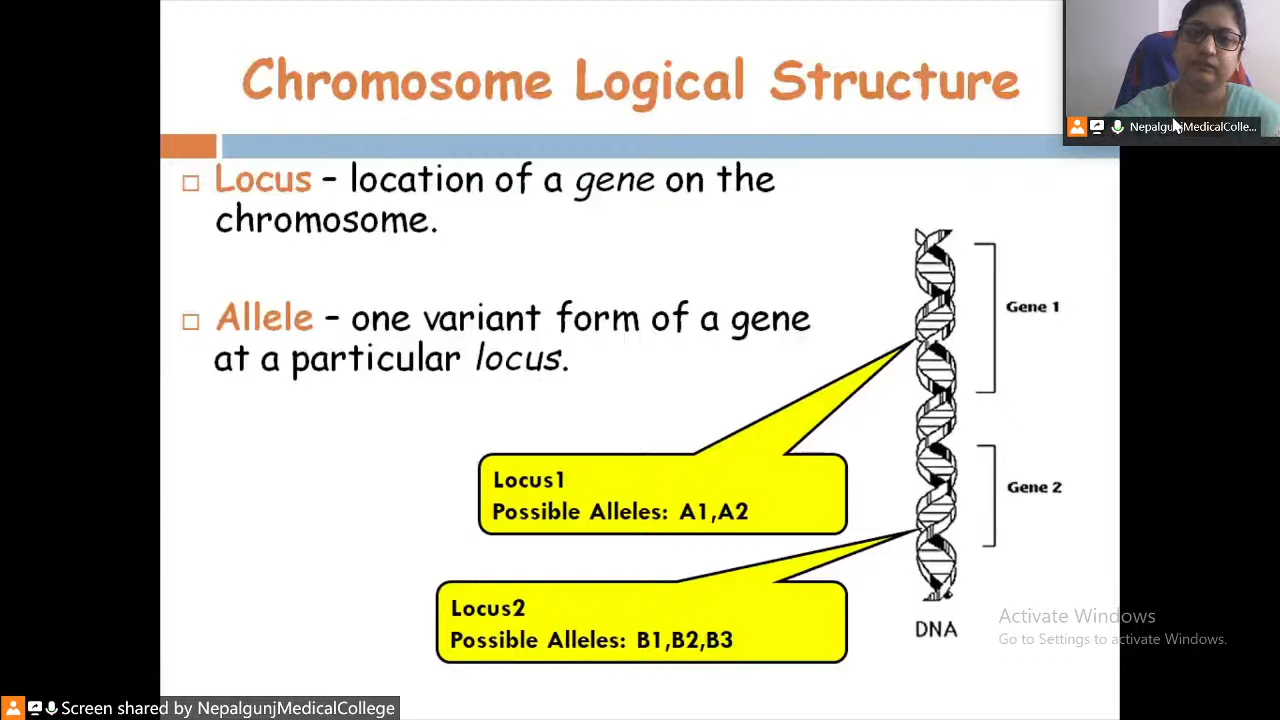 Chromosome Logical Structure
NepalgunjMedicalColle...
□ Locus – location of a gene on the
chromosome.
□ Allele – one variant form of a gene
at a particular locus.
Gene 1
Locus1
Possible Alleles: A1,A2
Gene 2
Locus2
Possible Alleles: B1,B2,B3
DNA
Activate Windows
Go to Settings to activate Windows.
Screen shared by NepalgunjMedicalCollege